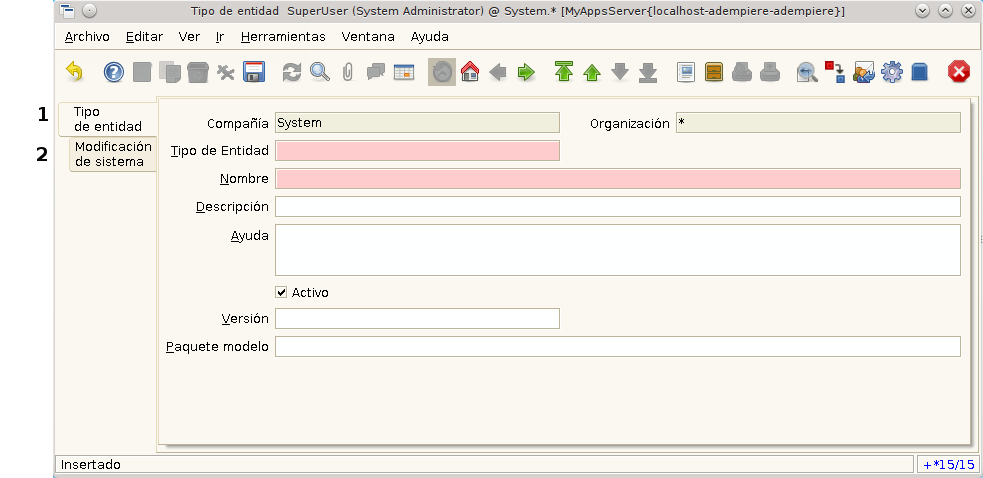 Tipo de entidad SuperUser (System Administrator) @ System.* [MyAppsServer{localhost-adempiere-adempiere}]
Archivo Editar Ver Ir Herramientas Ventana Ayuda
1
Tipo
de entidad
2
Modificación
de sistema
Compañía System Organización *
Tipo de Entidad
Nombre
Descripción
Ayuda
Activo
Versión
Paquete modelo
Insertado +*15/15